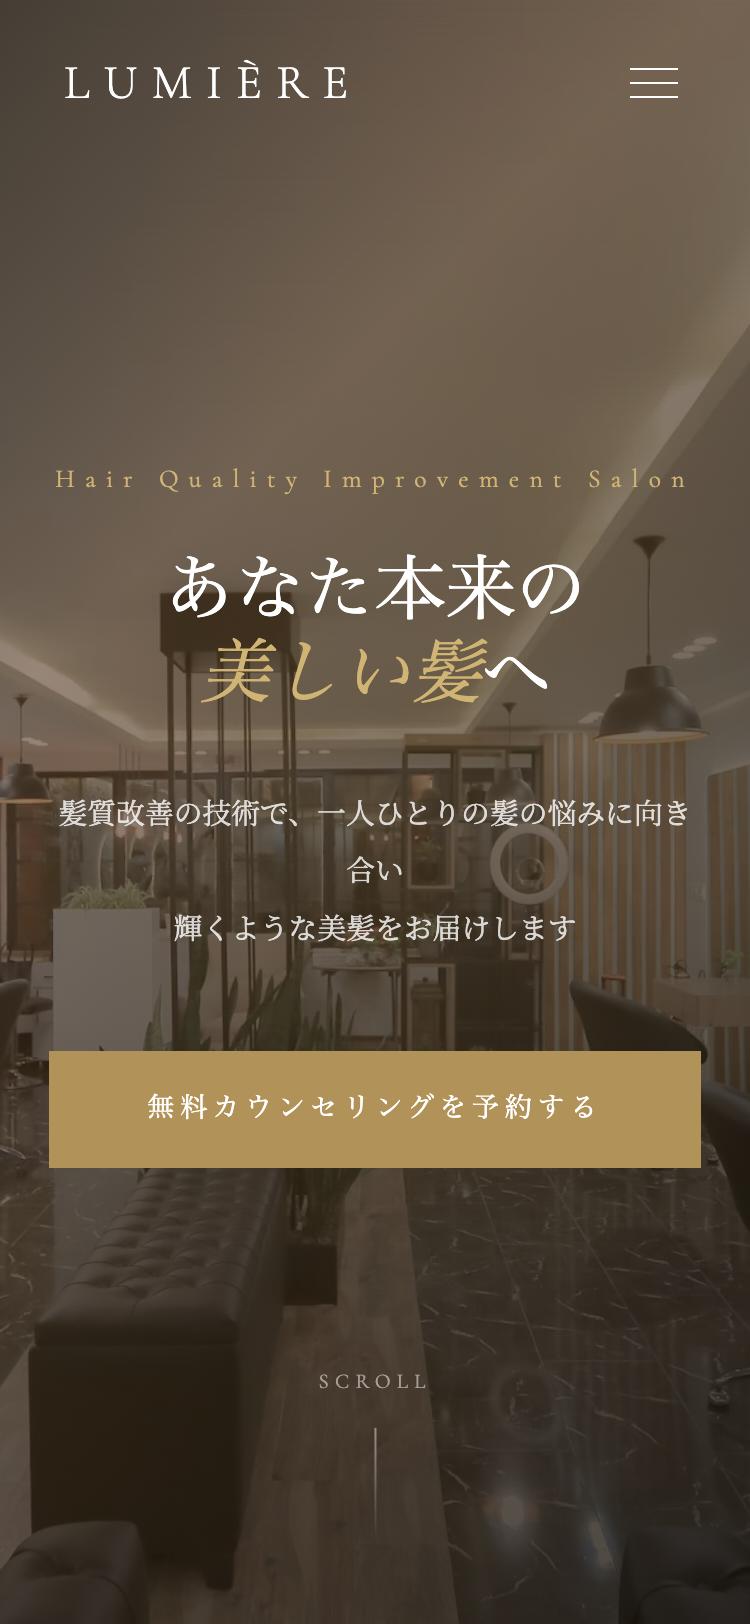 LUMIÈRE
Hair Quality Improvement Salon
あなた本来の
美しい髪へ
髪質改善の技術で、一人ひとりの髪の悩みに向き
合い
輝くような美髪をお届けします
無料カウンセリングを予約する
SCROLL